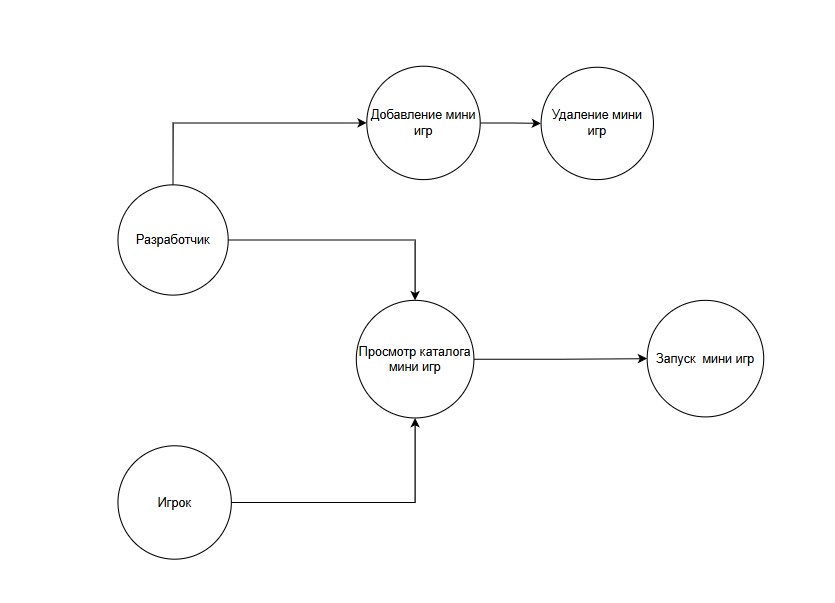 Добавление мини
игр
Удаление мини
игр
Разработчик
Просмотр каталога
мини игр
Запуск  мини игр
Игрок